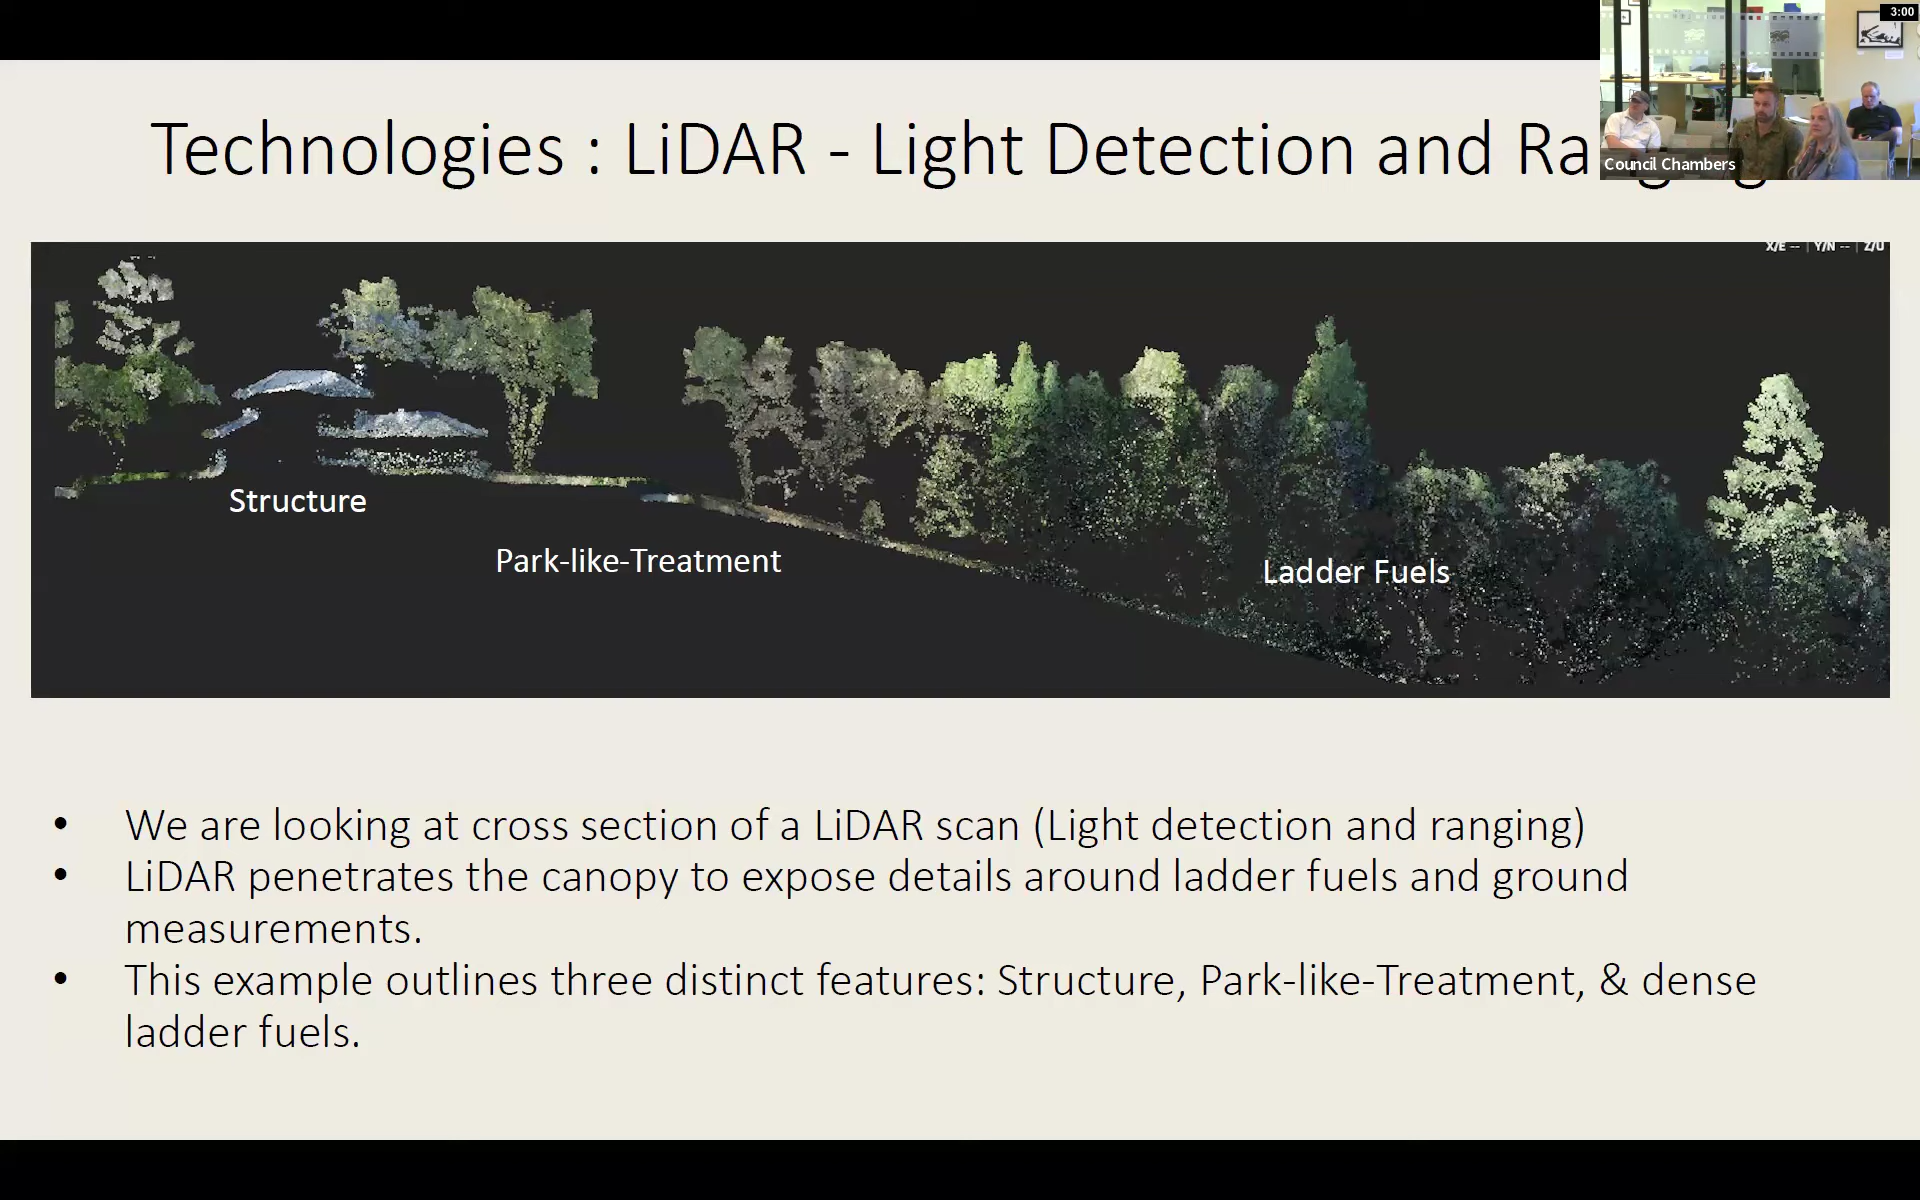 3:00
Technologies : LiDAR - Light Detection and
Council Chambers
X/E -- | Y/N -- | Z/U
Structure
Park-like-Treatment
Ladder Fuels
• We are looking at cross section of a LiDAR scan (Light detection and ranging)
• LiDAR penetrates the canopy to expose details around ladder fuels and ground
measurements.
• This example outlines three distinct features: Structure, Park-like-Treatment, & dense
ladder fuels.